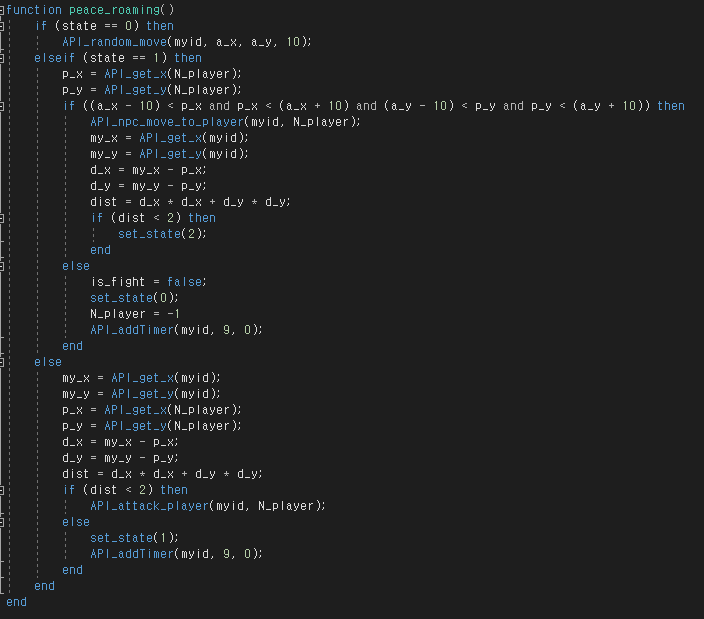 function peace_roaming()
    if (state == 0) then
        API_random_move(myid, a_x, a_y, 10);
    elseif (state == 1) then
        p_x = API_get_x(N_player);
        p_y = API_get_y(N_player);
        if ((a_x - 10) < p_x and p_x < (a_x + 10) and (a_y - 10) < p_y and p_y < (a_y + 10)) then
            API_npc_move_to_player(myid, N_player);
            my_x = API_get_x(myid);
            my_y = API_get_y(myid);
            d_x = my_x - p_x;
            d_y = my_y - p_y;
            dist = d_x * d_x + d_y * d_y;
            if (dist < 2) then
                set_state(2);
            end
        else
            is_fight = false;
            set_state(0);
            N_player = -1
            API_addTimer(myid, 9, 0);
        end
    else
        my_x = API_get_x(myid);
        my_y = API_get_y(myid);
        p_x = API_get_x(N_player);
        p_y = API_get_y(N_player);
        d_x = my_x - p_x;
        d_y = my_y - p_y;
        dist = d_x * d_x + d_y * d_y;
        if (dist < 2) then
            API_attack_player(myid, N_player);
        else
            set_state(1);
            API_addTimer(myid, 9, 0);
        end
    end
end